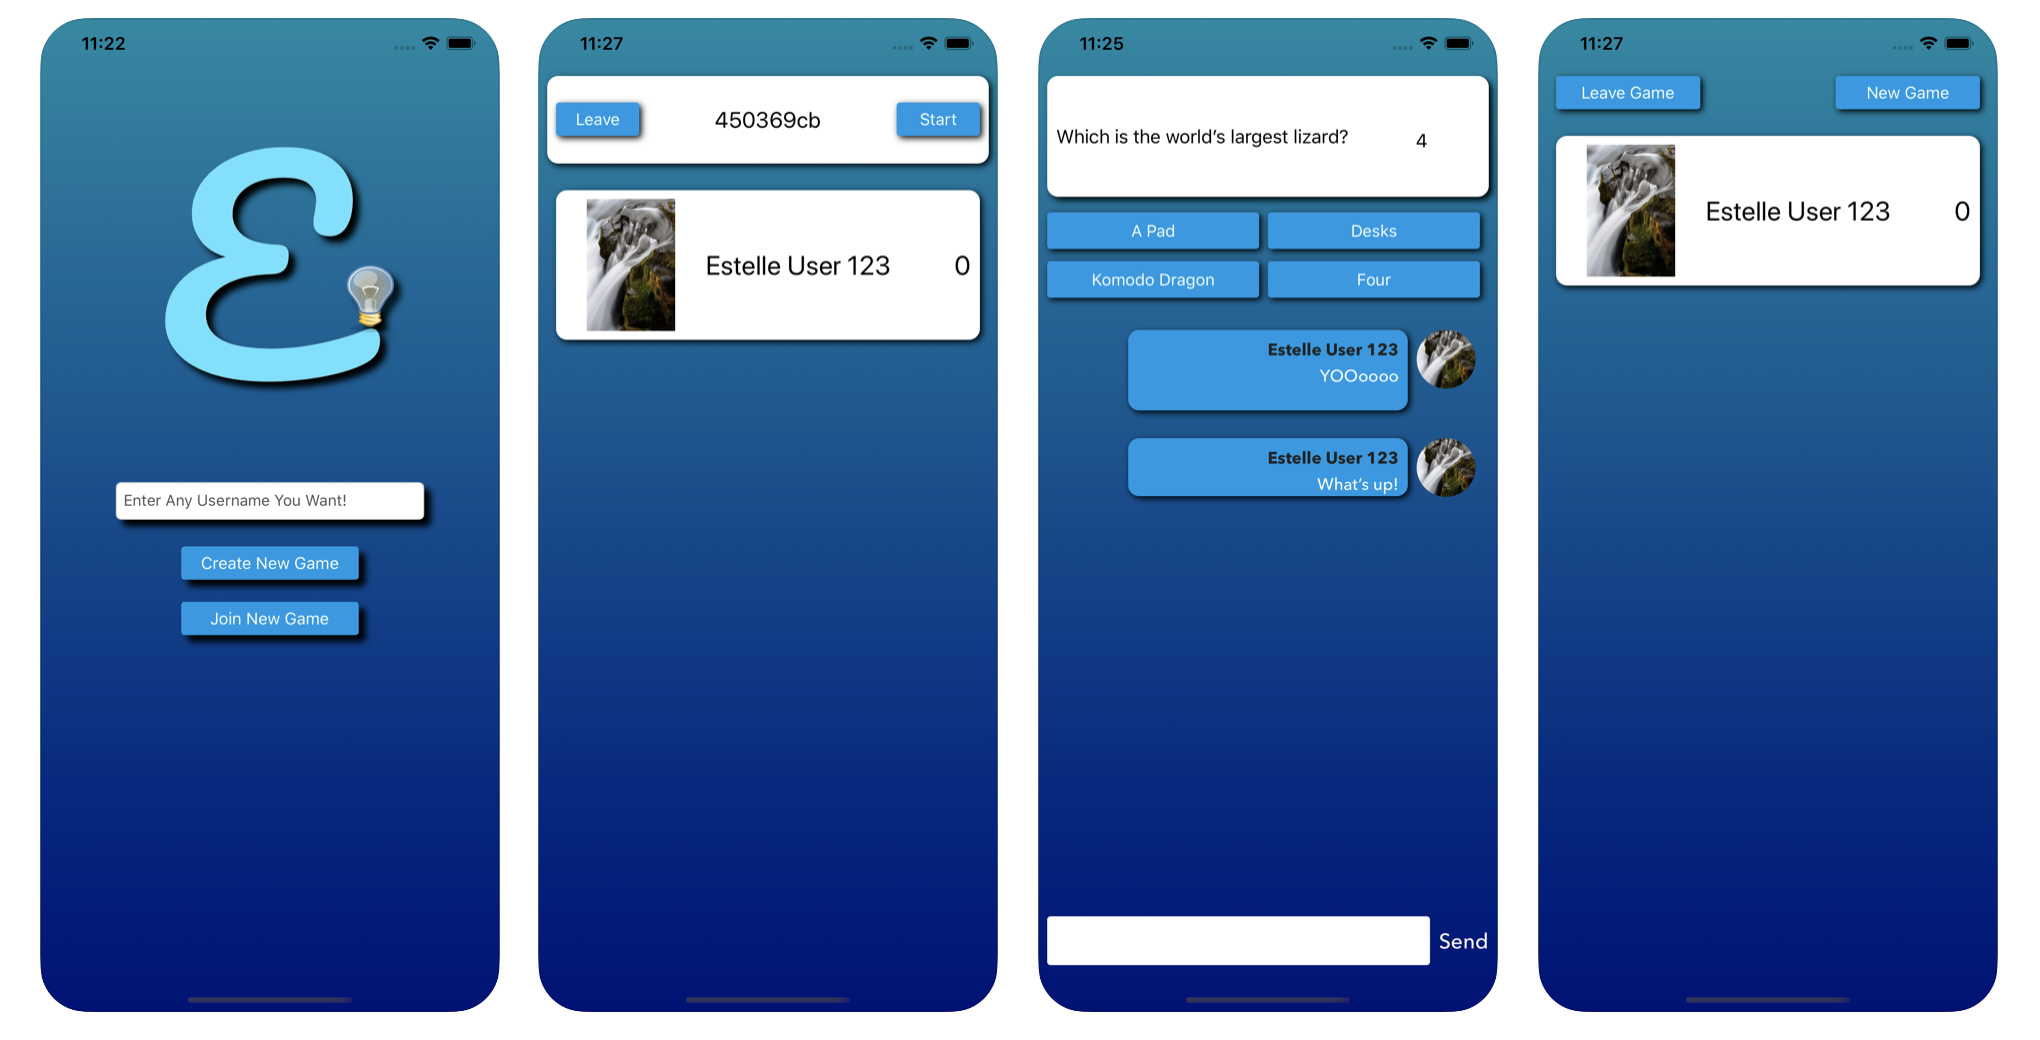 11:22
ε
Enter Any Username You Want!
Create New Game
Join New Game
11:27
Leave
450369cb
Start
Estelle User 123
0
11:25
Which is the world’s largest lizard?
4
A Pad
Desks
Komodo Dragon
Four
Estelle User 123
YOOoooo
Estelle User 123
What’s up!
Send
11:27
Leave Game
New Game
Estelle User 123
0